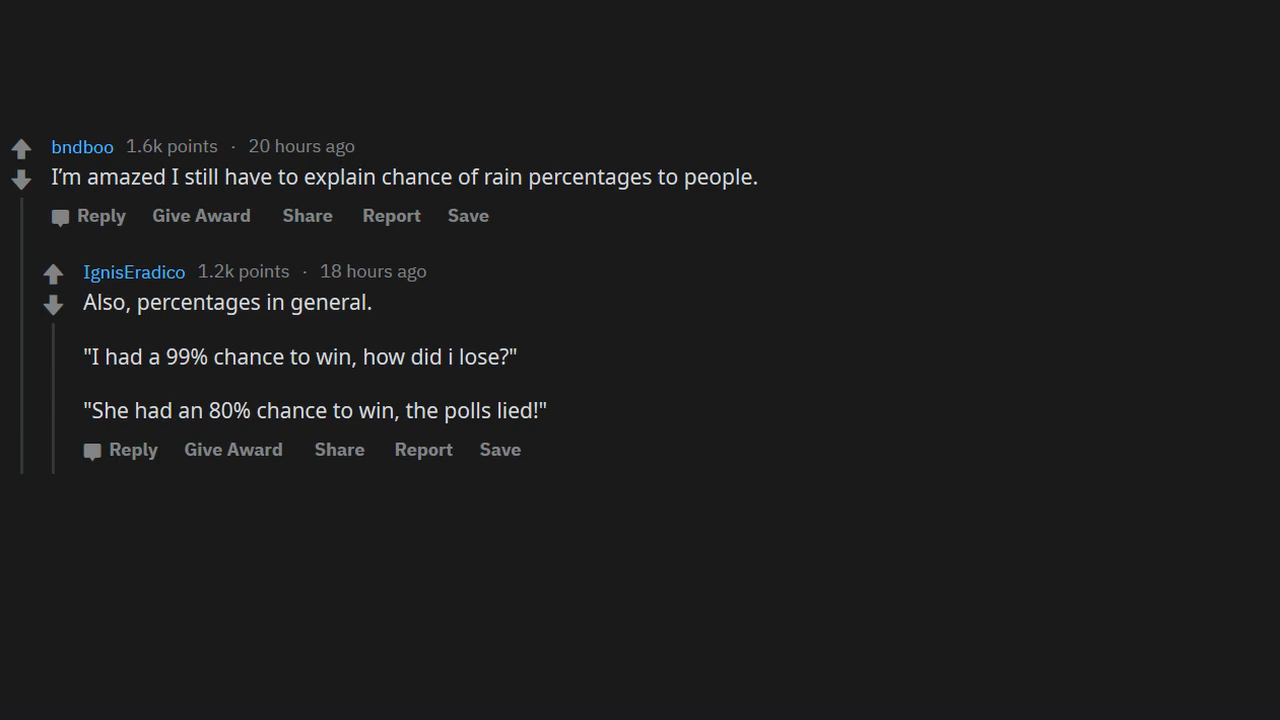 bndboo 1.6k points · 20 hours ago
I’m amazed I still have to explain chance of rain percentages to people.
Reply Give Award Share Report Save
IgnisEradico 1.2k points · 18 hours ago
Also, percentages in general.
"I had a 99% chance to win, how did i lose?"
"She had an 80% chance to win, the polls lied!"
Reply Give Award Share Report Save